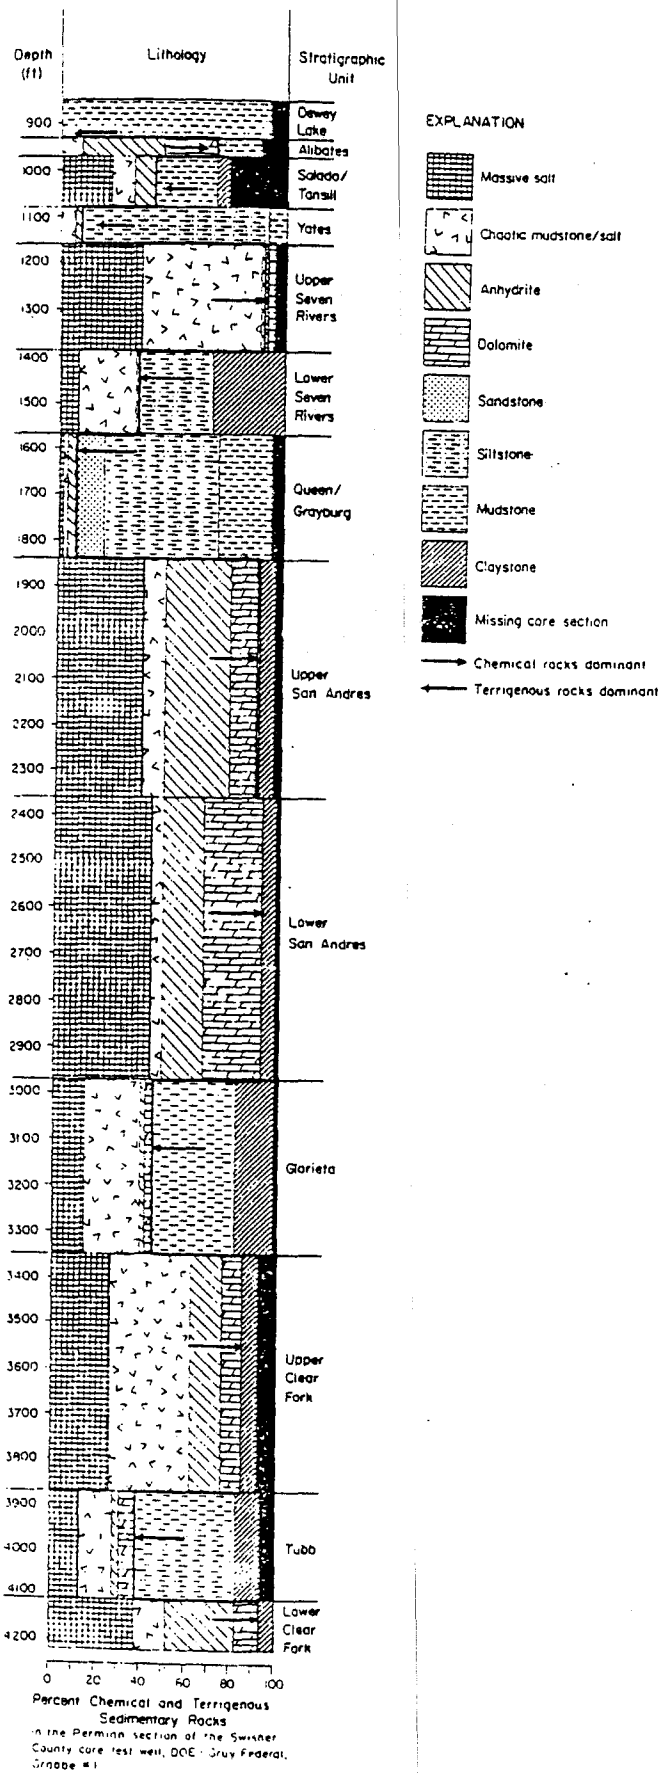 Depth
(ft)
Lithology
Stratigraphic
Unit
900
Dewey
Lake
Alibates
Salado/
Tansill
1100
Yates
1200
Upper
Seven
Rivers
1300
1400
Lower
Seven
Rivers
1500
1600
1700
Queen/
Grayburg
1800
1900
2000
2100
Upper
San Andres
2200
2300
2400
2500
2600
Lower
San Andres
2700
2800
2900
3000
3100
Glorieta
3200
3300
3400
3500
3600
Upper
Clear
Fork
3700
3800
3900
4000
Tubb
4100
Lower
Clear
Fork
4200
0 20 40 60 80 100
Percent Chemical and Terrigenous
Sedimentary Rocks
in the Permian section of the Swisher
County core test well, DOE - Gruy Federal,
Grabbe #1
EXPLANATION
Massive salt
Chaotic mudstone/salt
Anhydrite
Dolomite
Sandstone
Siltstone
Mudstone
Claystone
Missing core section
Chemical rocks dominant
Terrigenous rocks dominant